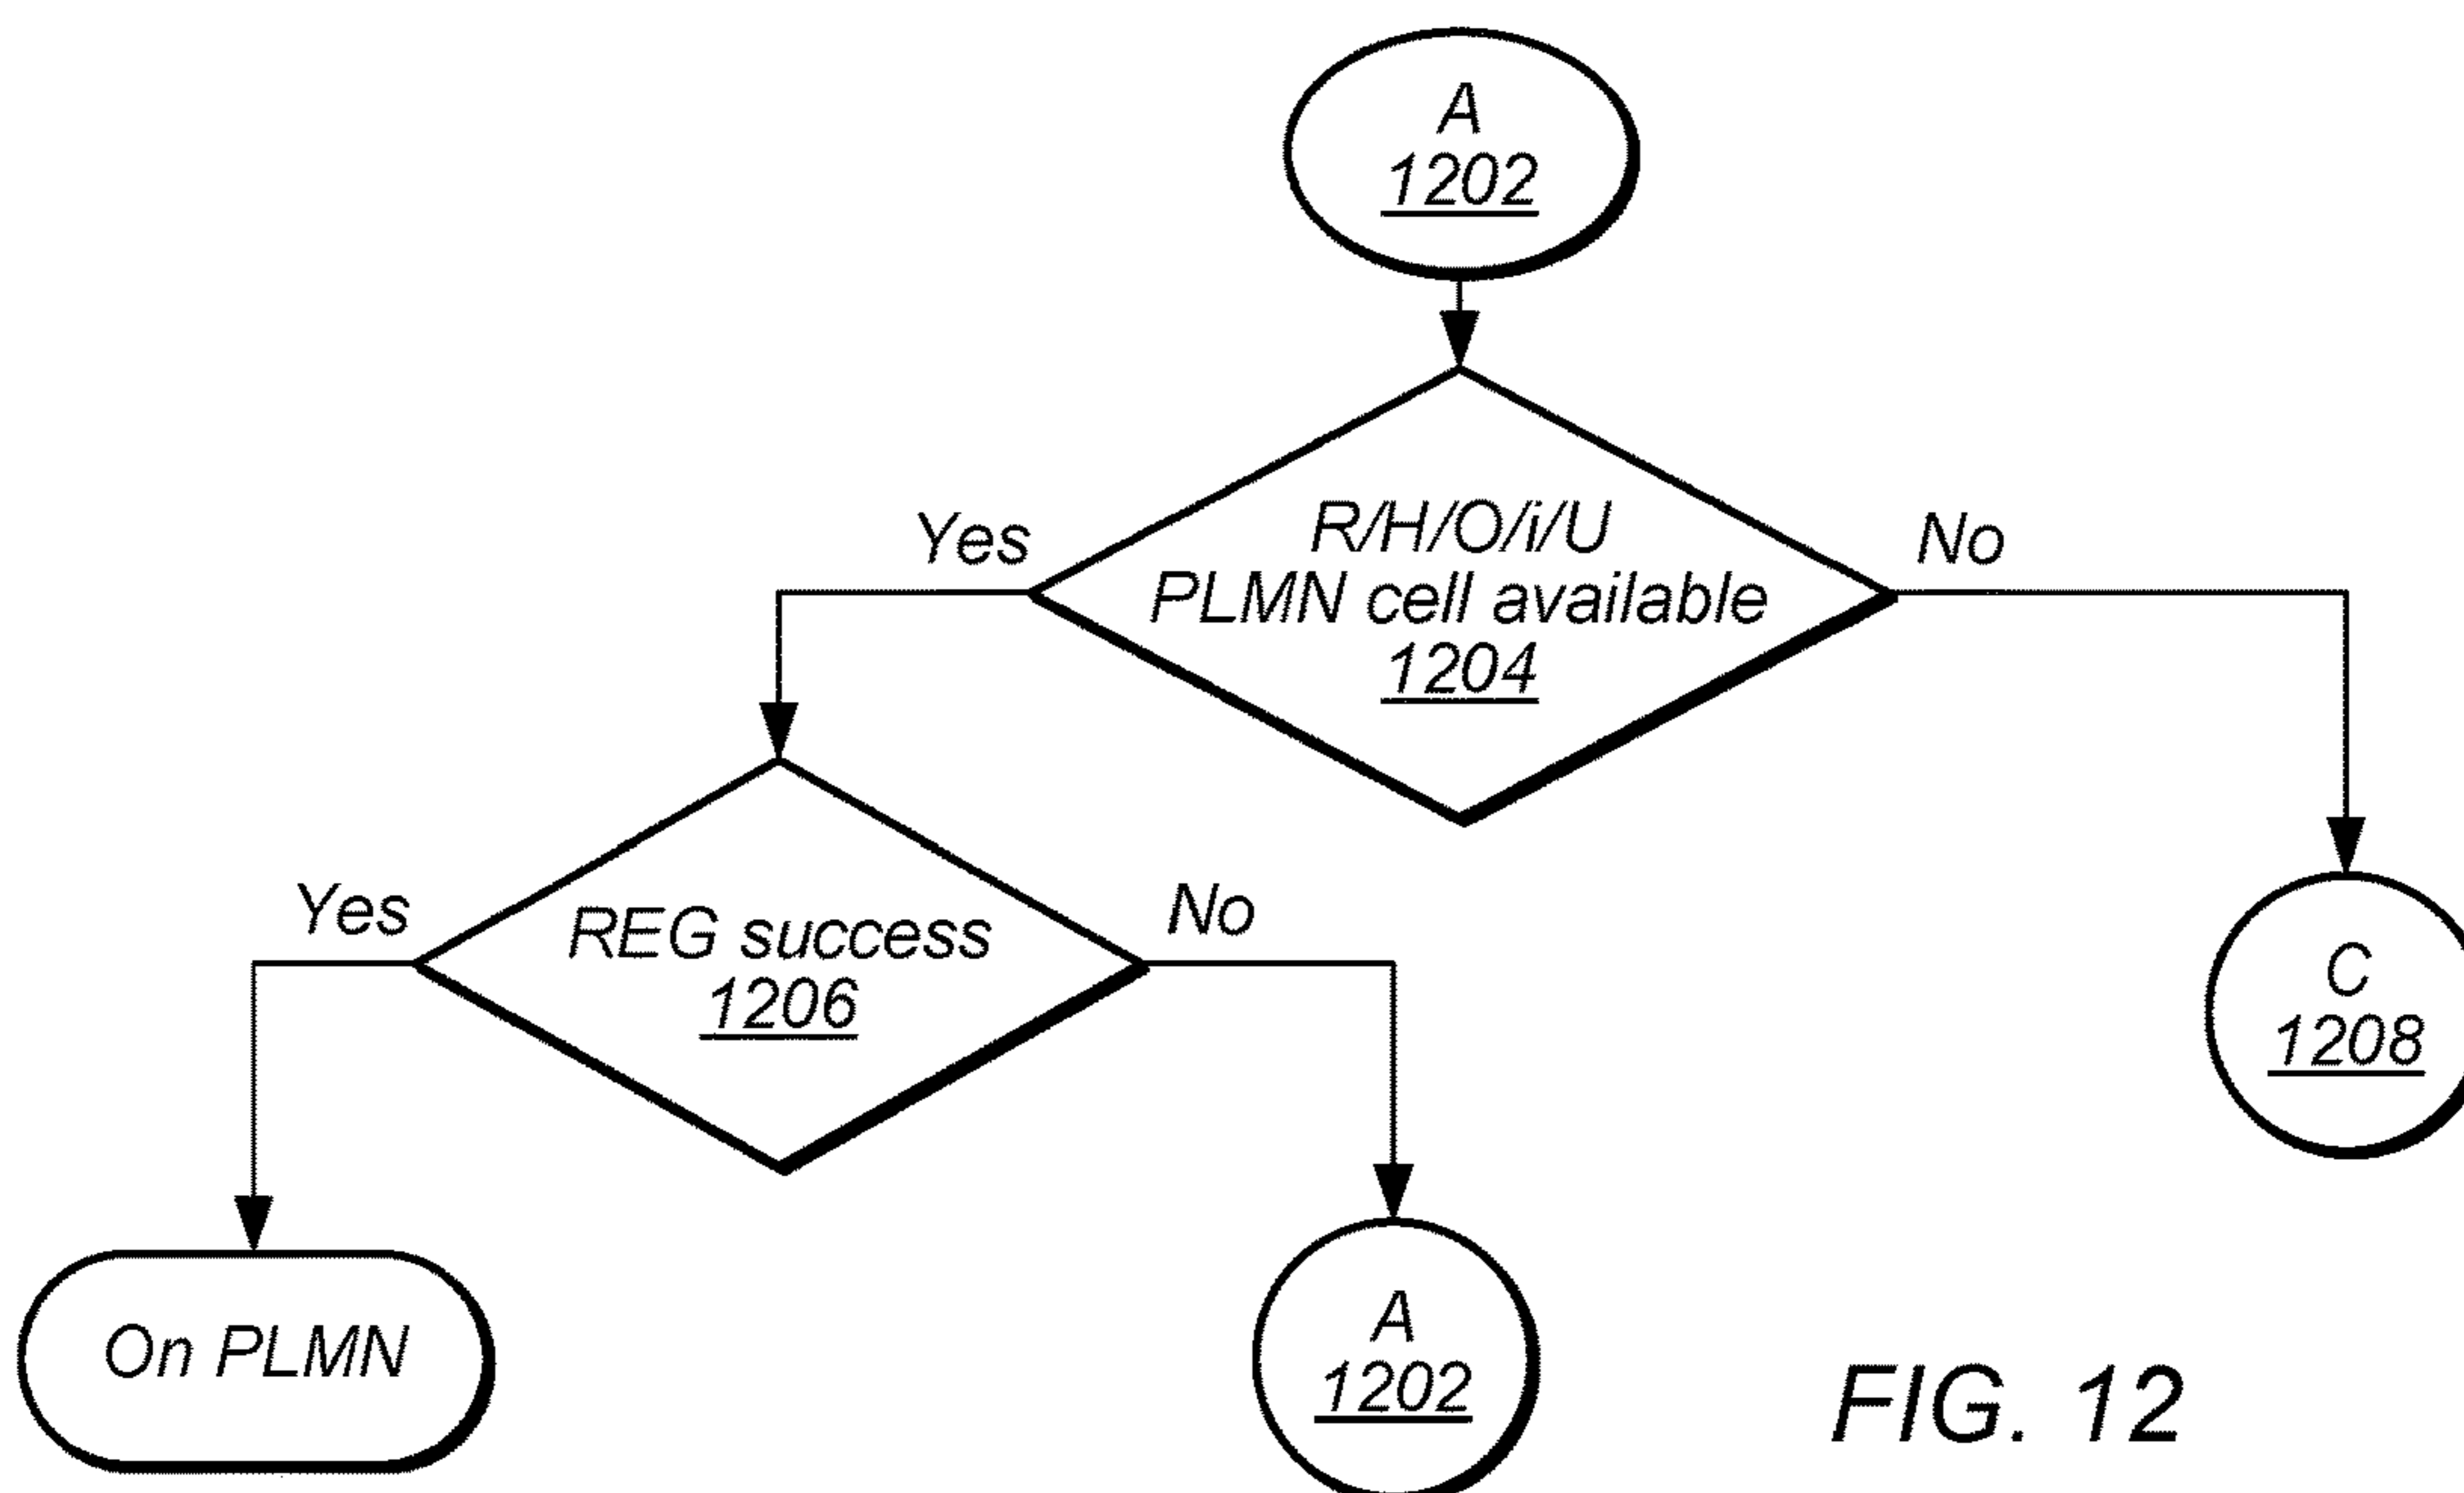 A
1202
R/H/O/i/U
PLMN cell available
1204
Yes
No
REG success
1206
Yes
No
C
1208
On PLMN
A
1202
FIG. 12